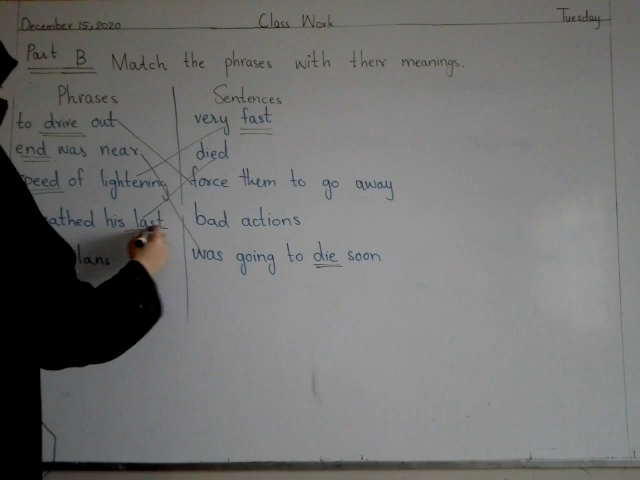 December 15, 2020 Class Work Tuesday
Part B Match the phrases with their meanings.
Phrases Sentences
to drive out very fast
end was near died
speed of lightening force them to go away
athed his last bad actions
lans was going to die soon